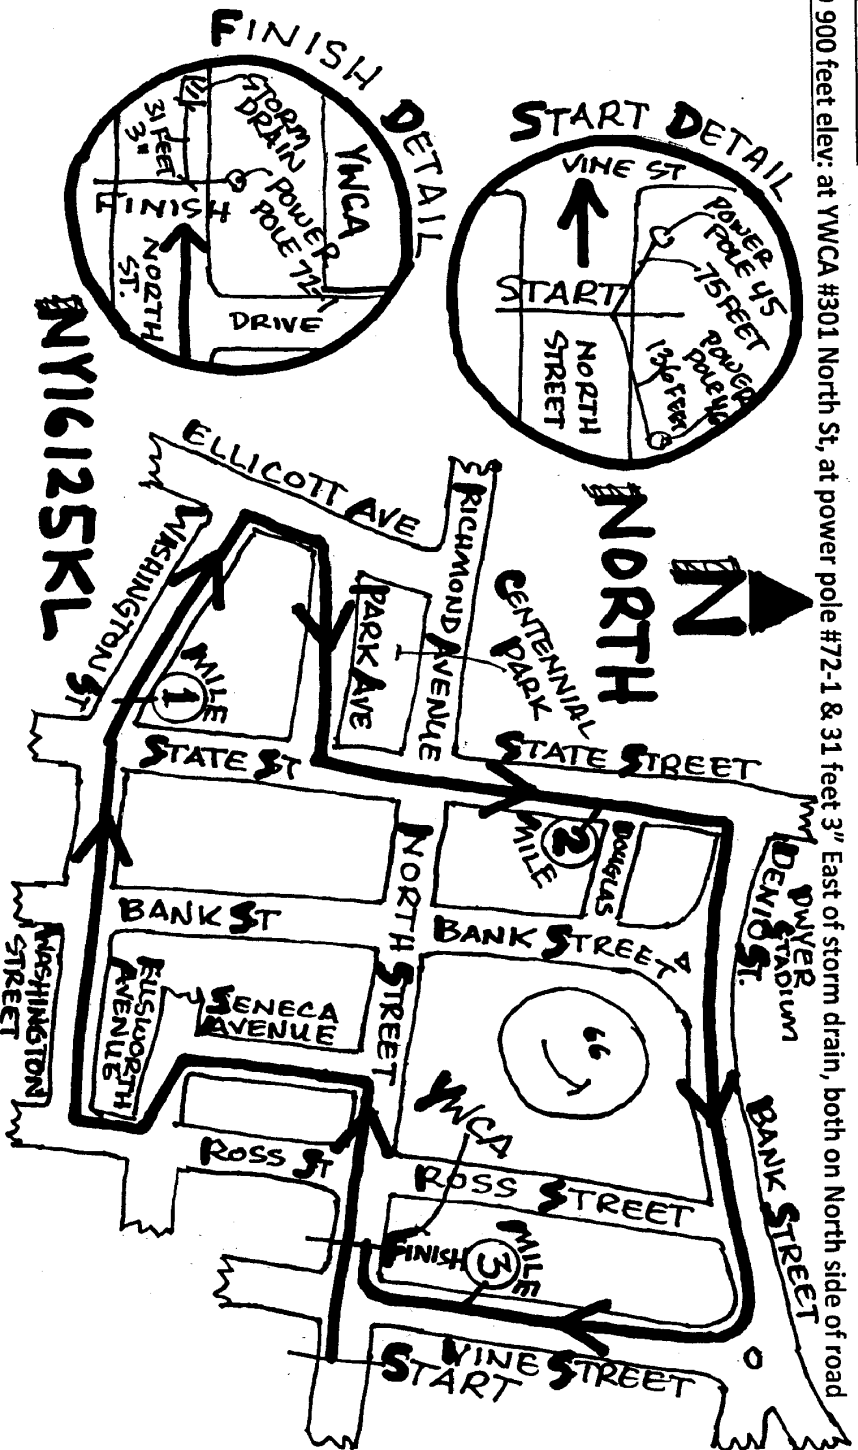 900 feet elev: at YWCA #301 North St, at power pole #72-1 & 31 feet 3" East of storm drain, both on North side of road
START DETAIL
VINE ST
POWER
POLE 45
75 FEET
POWER
POLE 46
136 FEET
START
NORTH
STREET
FINISH DETAIL
YWCA
STORM
DRAIN
POWER
POLE 72-1
31 FEET
3"
FINISH
NORTH
ST.
DRIVE
N
NORTH
NY16125KL
ELLICOTT AVE
RICHMOND AVENUE
CENTENNIAL
PARK
PARK AVE
WASHINGTON ST
MILE
1
STATE ST
STATE STREET
MILE
2
DOUGLAS
DWYER
STADIUM
DENIO ST.
BANK ST
NORTH STREET
BANK STREET
BANK STREET
WASHINGTON
STREET
ELLSWORTH
AVENUE
SENECA
AVENUE
YWCA
ROSS ST
ROSS STREET
FINISH
MILE
3
VINE STREET
START